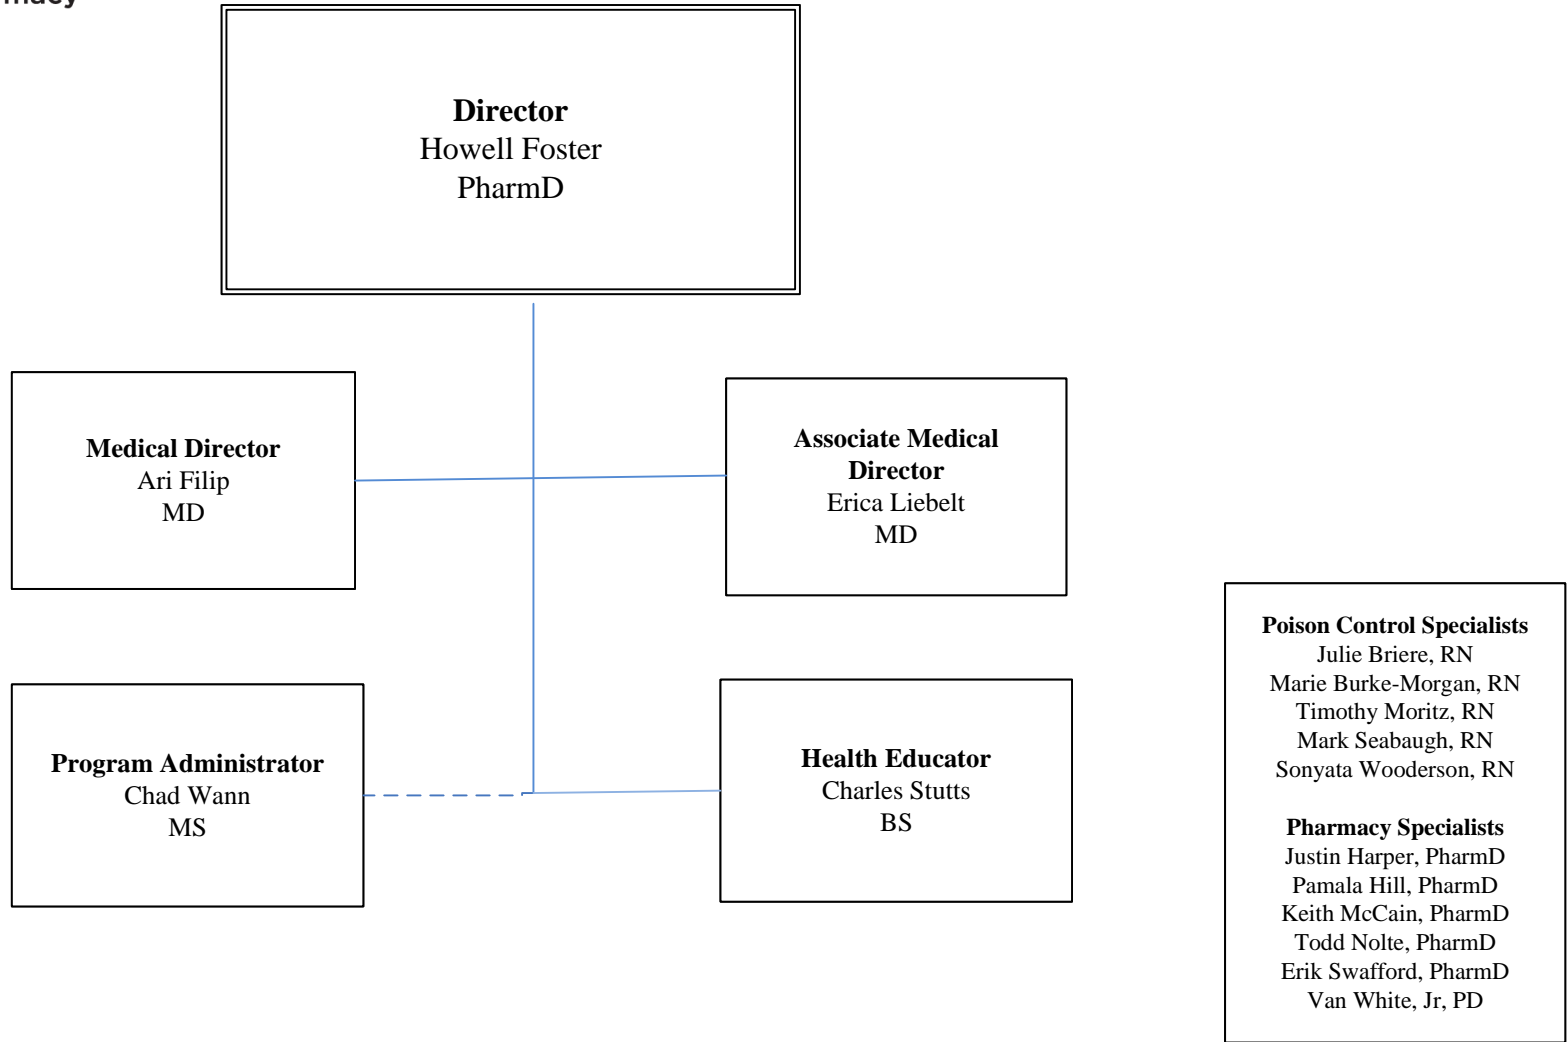 Director
Howell Foster
PharmD
Medical Director
Ari Filip
MD
Associate Medical
Director
Erica Liebelt
MD
Program Administrator
Chad Wann
MS
Health Educator
Charles Stutts
BS
Poison Control Specialists
Julie Briere, RN
Marie Burke-Morgan, RN
Timothy Moritz, RN
Mark Seabaugh, RN
Sonyata Wooderson, RN
Pharmacy Specialists
Justin Harper, PharmD
Pamala Hill, PharmD
Keith McCain, PharmD
Todd Nolte, PharmD
Erik Swafford, PharmD
Van White, Jr, PD